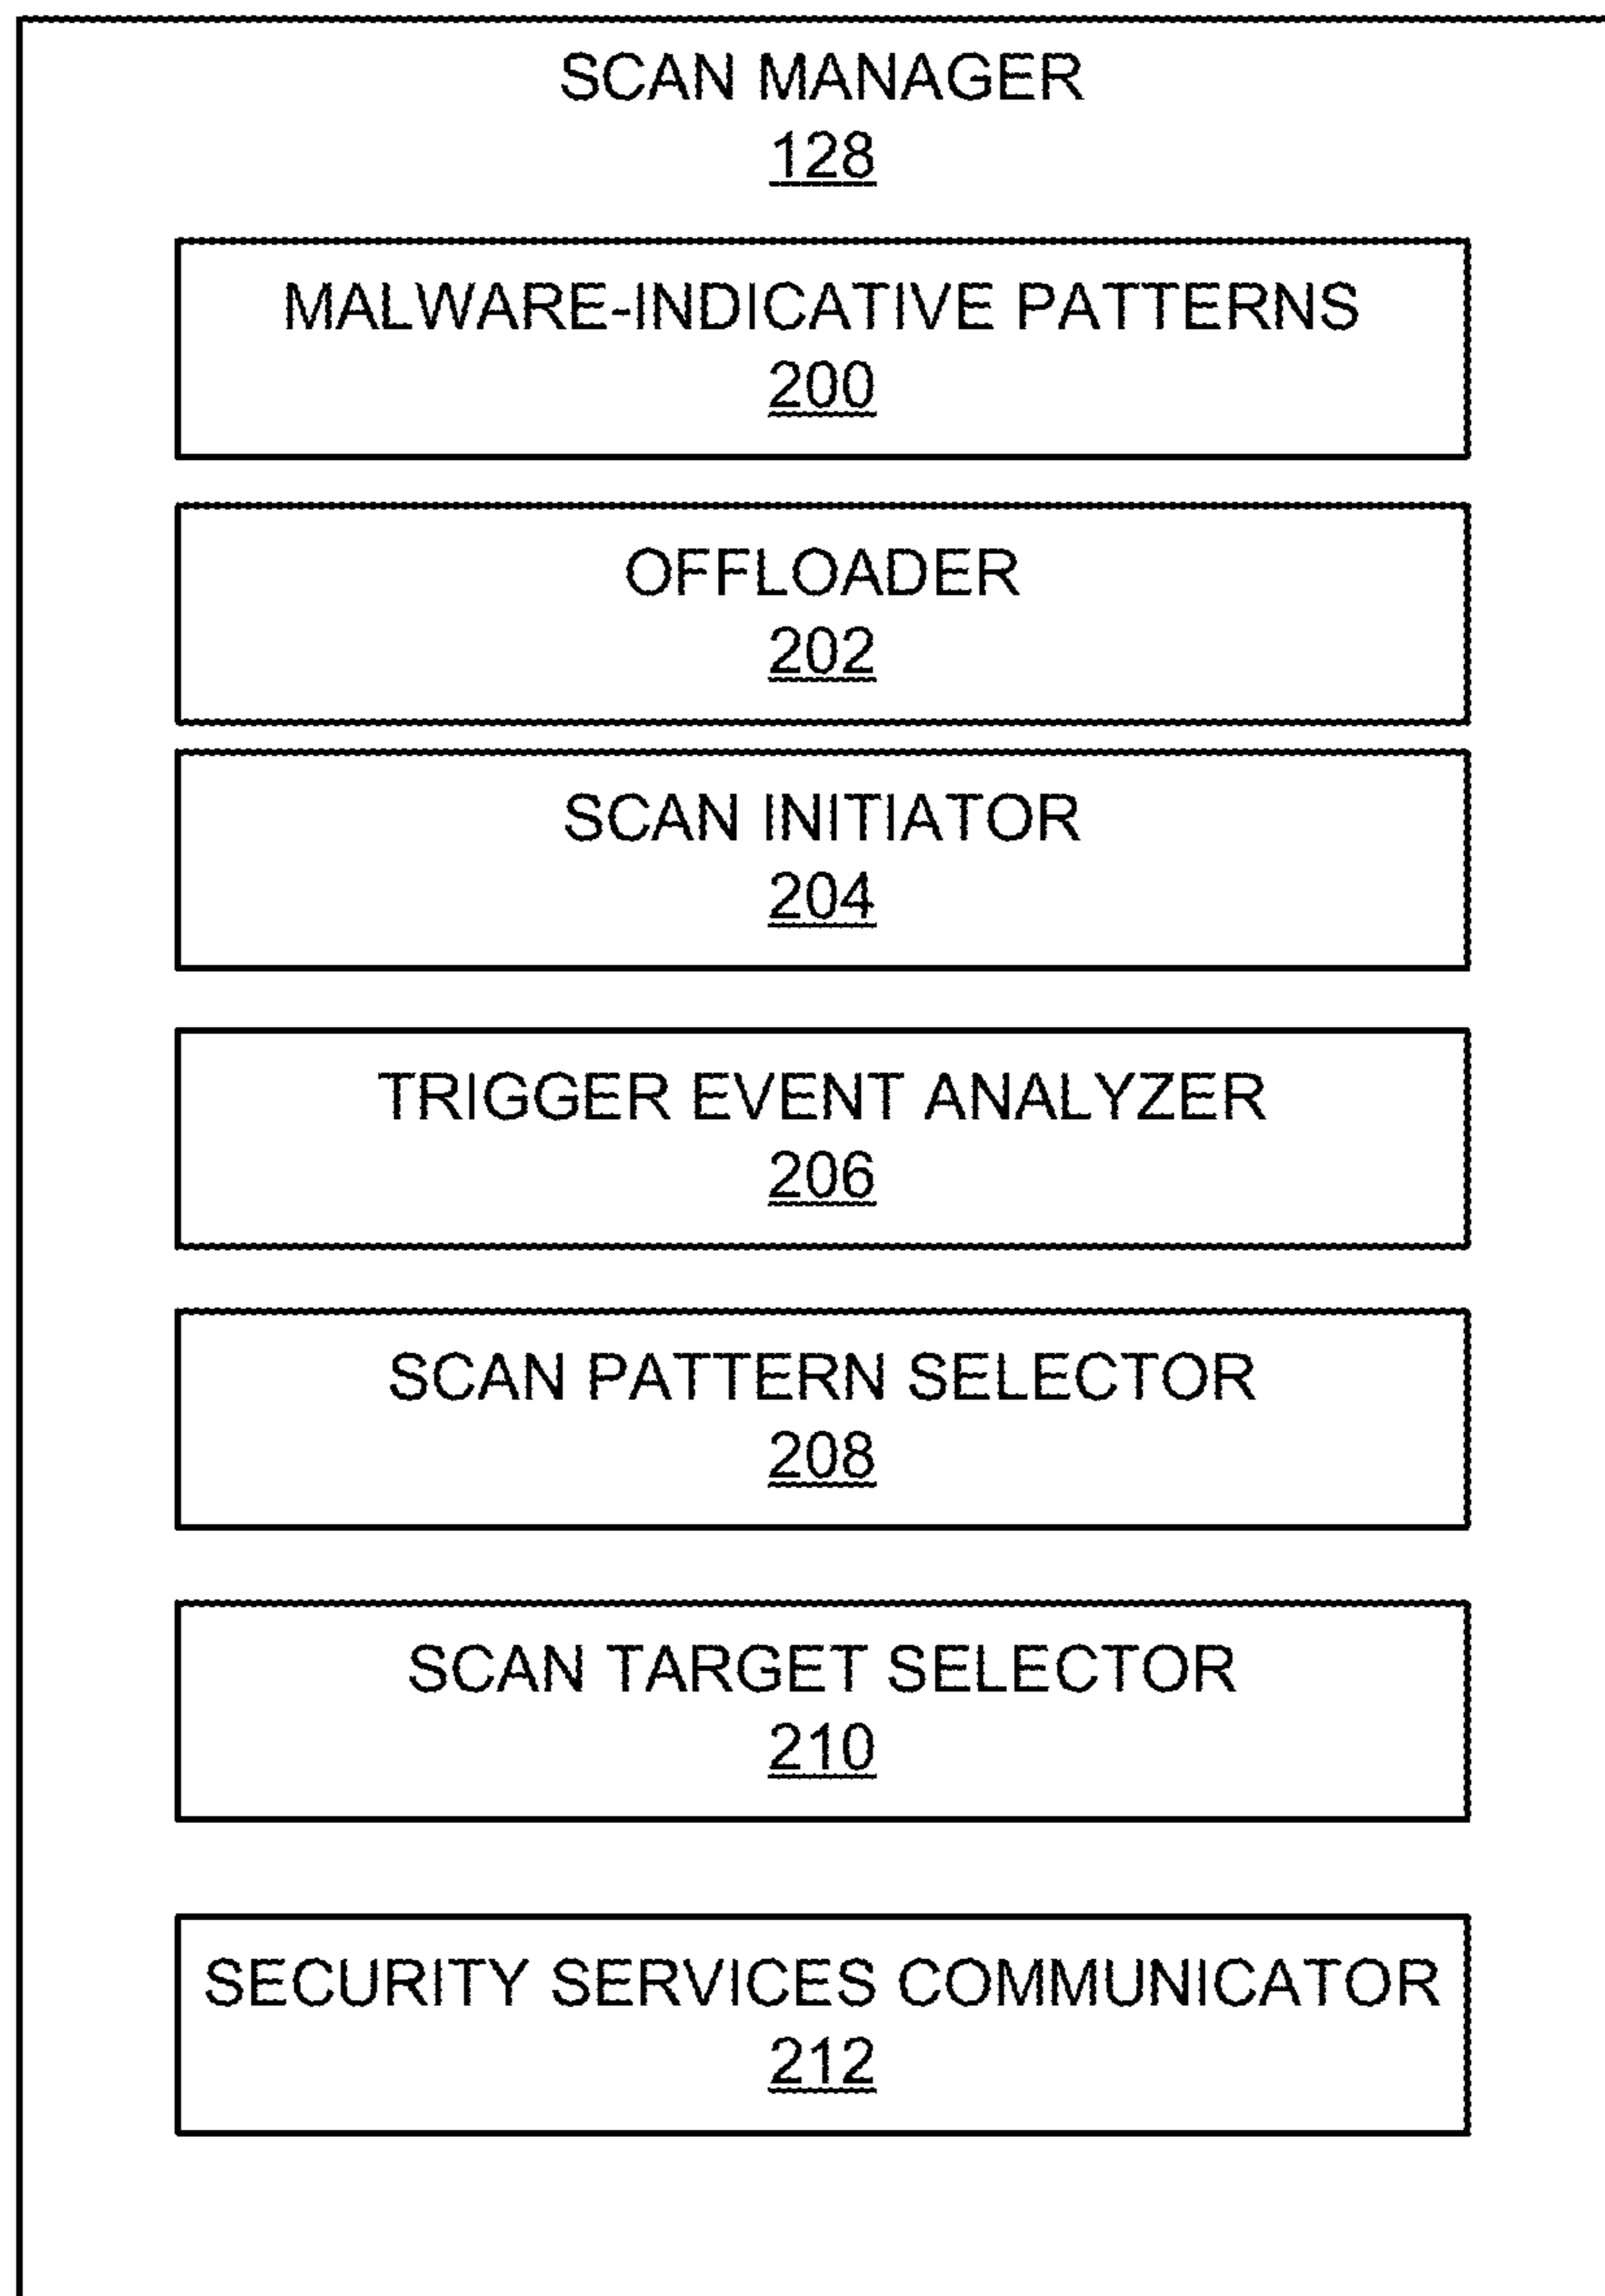 SCAN MANAGER
128
MALWARE-INDICATIVE PATTERNS
200
OFFLOADER
202
SCAN INITIATOR
204
TRIGGER EVENT ANALYZER
206
SCAN PATTERN SELECTOR
208
SCAN TARGET SELECTOR
210
SECURITY SERVICES COMMUNICATOR
212